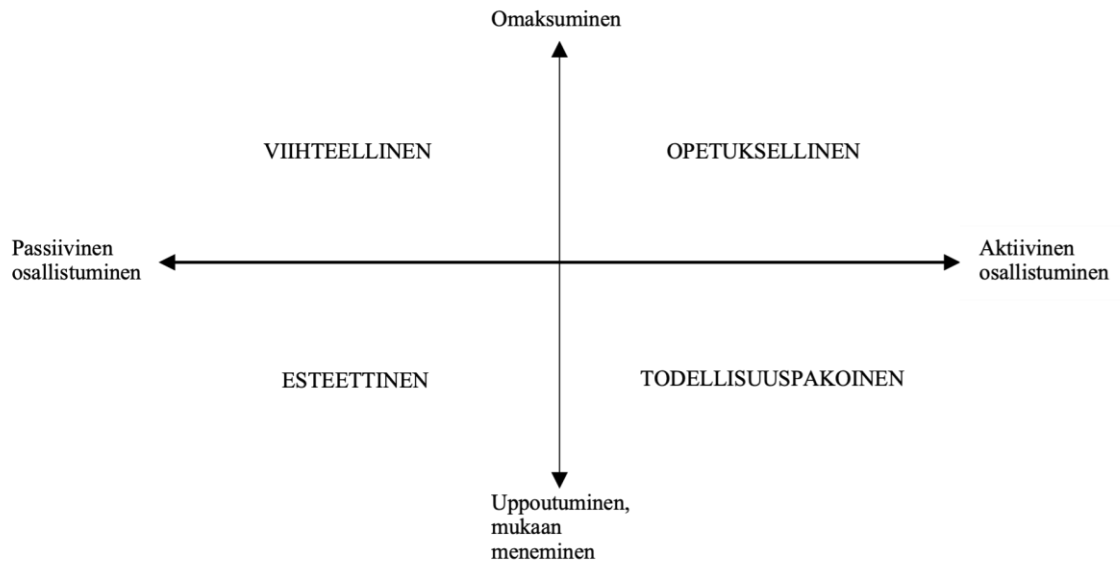 Omaksuminen
VIIHTEELLINEN
OPETUKSELLINEN
Passiivinen
osallistuminen
Aktiivinen
osallistuminen
ESTEETTINEN
TODELLISUUSPAKOINEN
Uppoutuminen,
mukaan
meneminen